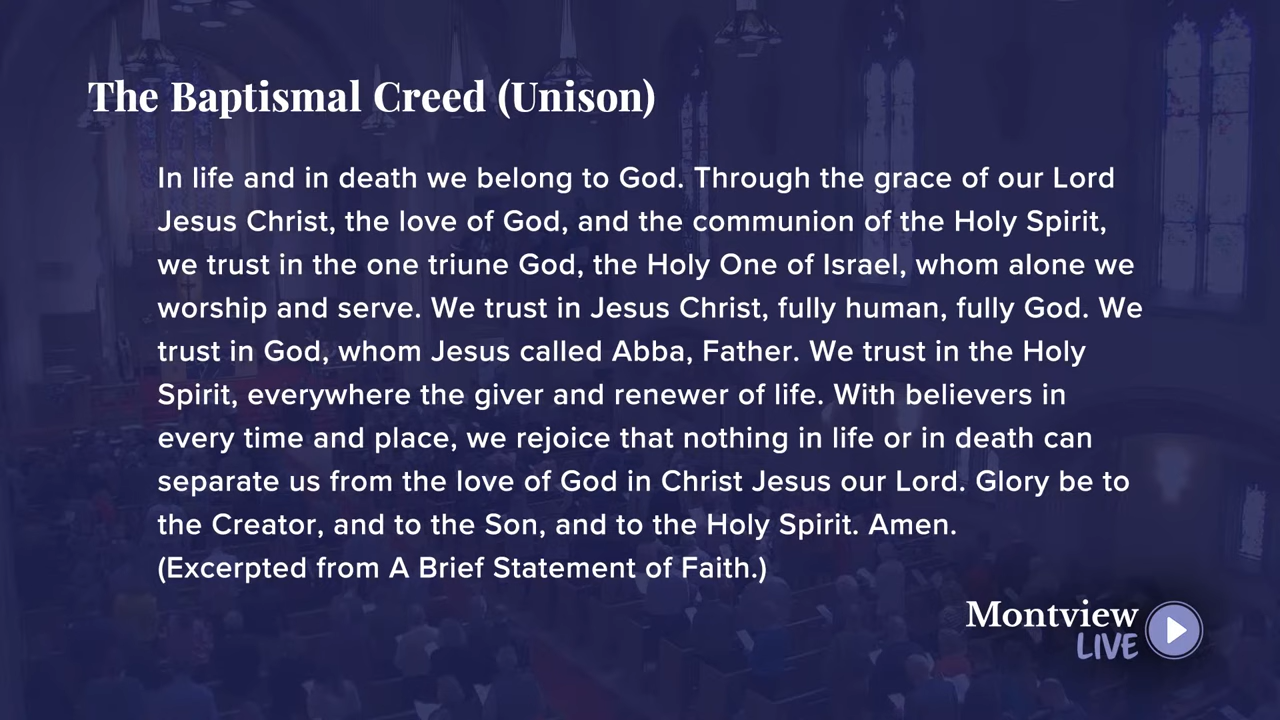 The Baptismal Creed (Unison)
In life and in death we belong to God. Through the grace of our Lord
Jesus Christ, the love of God, and the communion of the Holy Spirit,
we trust in the one triune God, the Holy One of Israel, whom alone we
worship and serve. We trust in Jesus Christ, fully human, fully God. We
trust in God, whom Jesus called Abba, Father. We trust in the Holy
Spirit, everywhere the giver and renewer of life. With believers in
every time and place, we rejoice that nothing in life or in death can
separate us from the love of God in Christ Jesus our Lord. Glory be to
the Creator, and to the Son, and to the Holy Spirit. Amen.
(Excerpted from A Brief Statement of Faith.)
Montview
LIVE